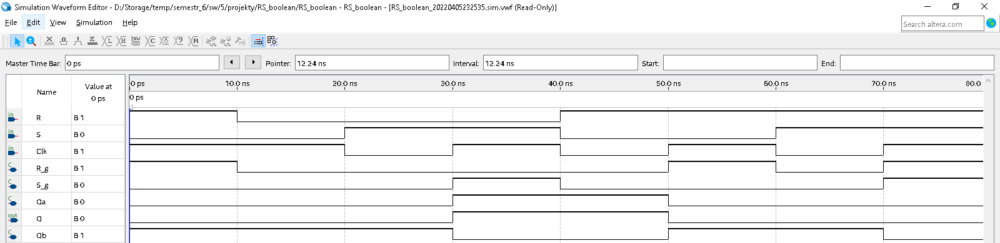 Simulation Waveform Editor - D:/Storage/temp/semestr_6/sw/5/projekty/RS_boolean/RS_boolean - RS_boolean - [RS_boolean_20220405232535.sim.vwf (Read-Only)]
File Edit View Simulation Help
Search altera.com
Master Time Bar: 0 ps Pointer: 12.24 ns Interval: 12.24 ns Start: End:
Name Value at 0 ps
0 ps 10.0 ns 20.0 ns 30.0 ns 40.0 ns 50.0 ns 60.0 ns 70.0 ns 80.0
0 ps
in R B 1
in S B 0
in Clk B 1
C R_g B 1
C S_g B 0
C Qa B 0
out Q B 0
C Qb B 1